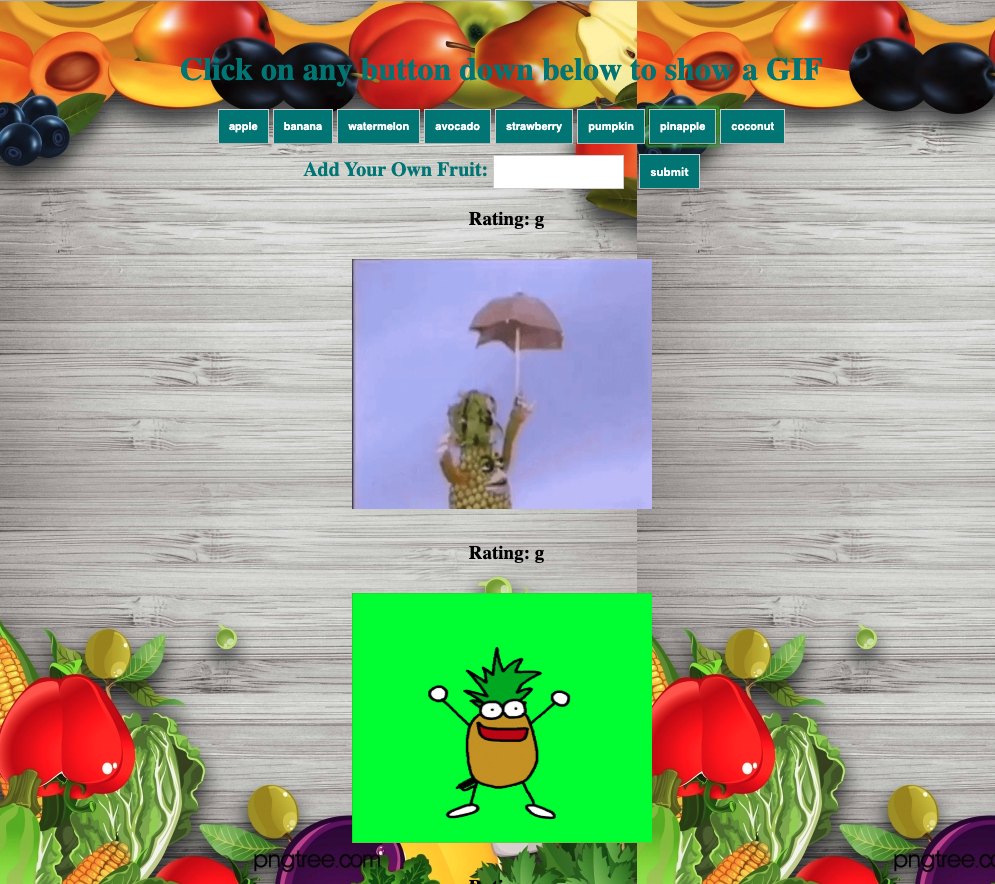 Click on any button down below to show a GIF
apple banana watermelon avocado strawberry pumpkin pinapple coconut
Add Your Own Fruit: submit
Rating: g
Rating: g
pngtree.com pngtree.com